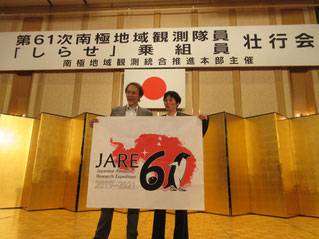 第61次南極地域観測隊員
「しらせ」乗組員
壮行会
南極地域観測統合推進本部主催
JARE 61
Japanese Antarctic
Research Expedition
2019-2021